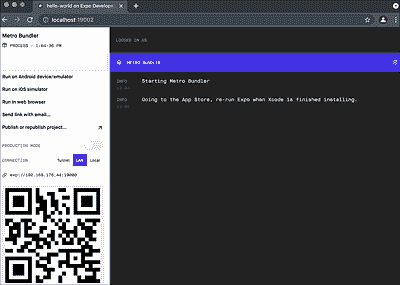 hello-world on Expo Develop
localhost:19002
Metro Bundler
PROCESS
Run on Android device/emulator
Run on iOS simulator
Run in web browser
Send link with email...
Publish or republish project...
PRODUCTION MODE
CONNECTION
Tunnel
LAN
Local
LOGGED IN AS
METRO BUNDLER
INFO
Starting Metro Bundler
INFO
Going to the App Store, re-run Expo when Xcode is finished installing.